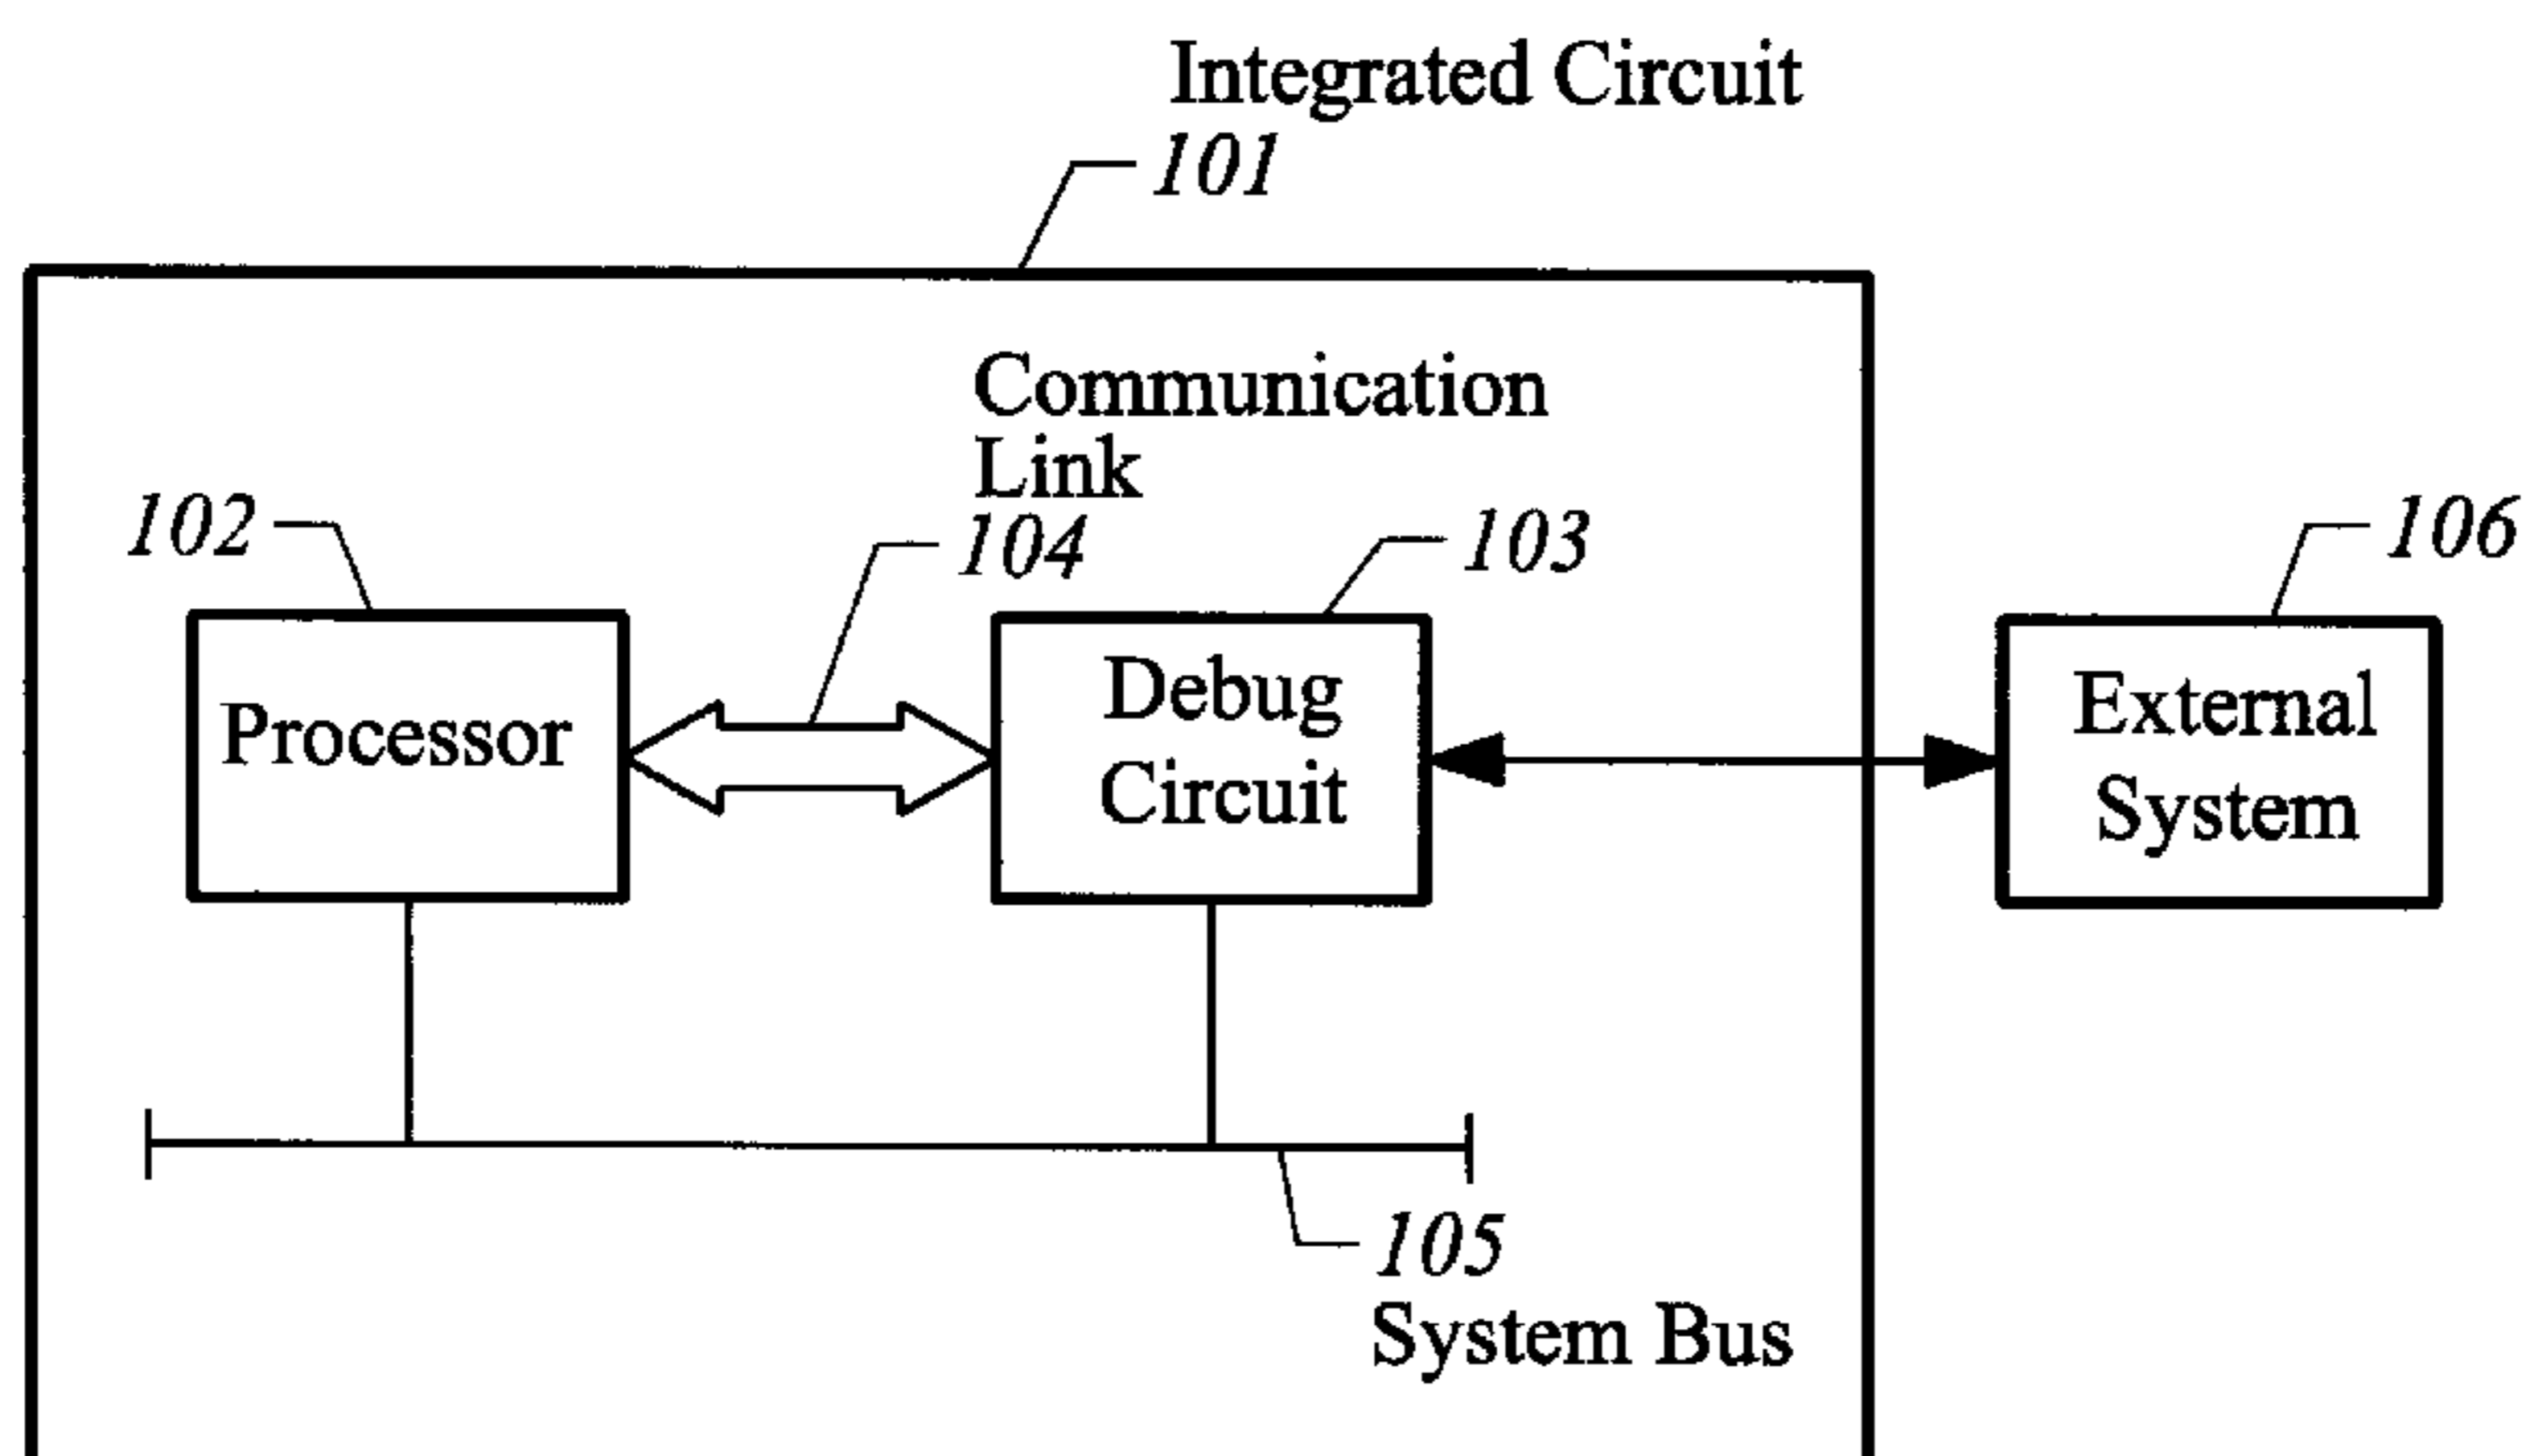 Integrated Circuit
101
Communication
Link
104
102
103
106
Processor
Debug
Circuit
External
System
105
System Bus